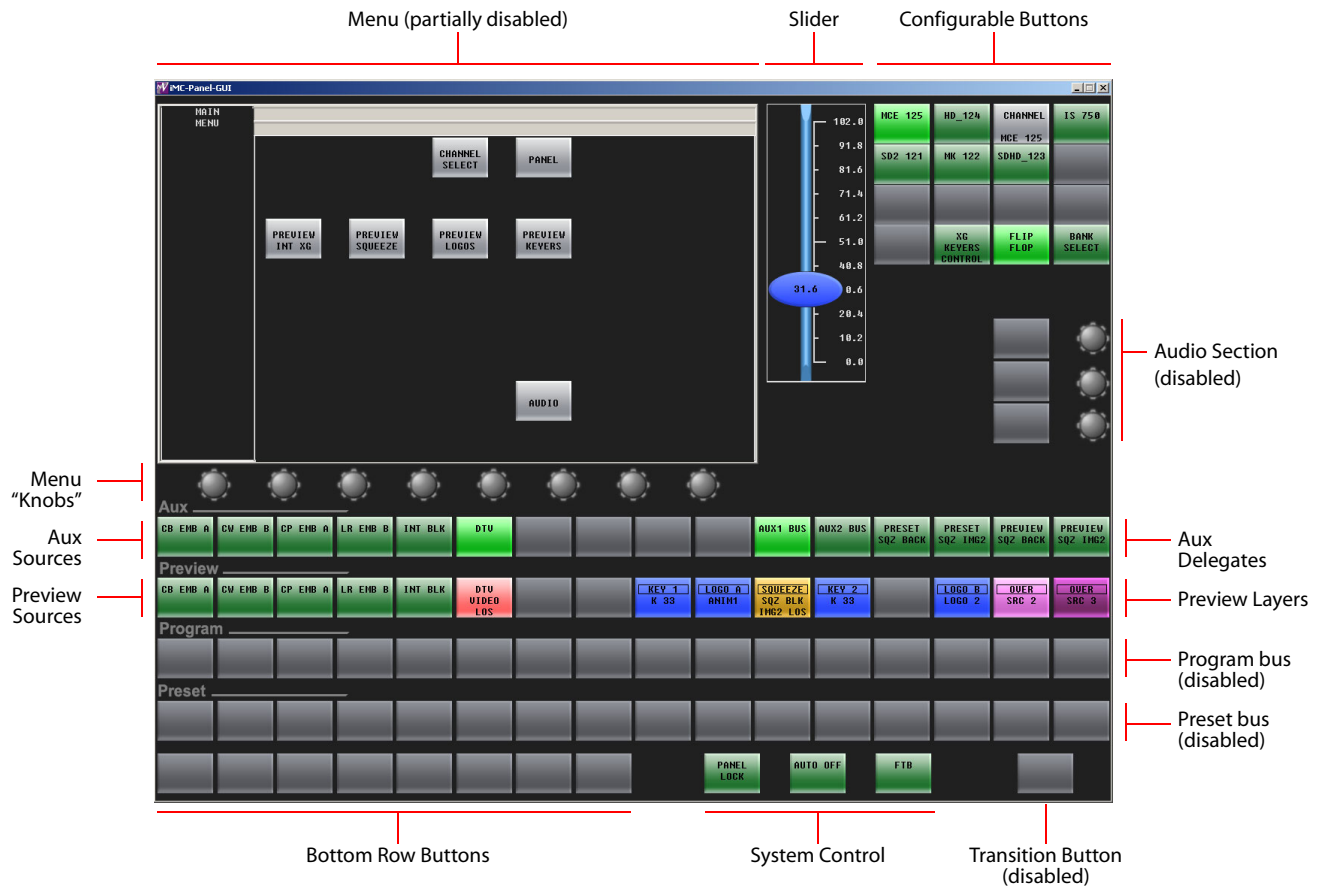 Menu (partially disabled)
Slider
Configurable Buttons
iMC-Panel-GUI
MAIN
MENU
CHANNEL
SELECT
PANEL
PREVIEW
INT XG
PREVIEW
SQUEEZE
PREVIEW
LOGOS
PREVIEW
KEYERS
AUDIO
102.0
91.8
81.6
71.4
61.2
51.0
40.8
31.6
0.6
20.4
10.2
0.0
MCE 125
HD_124
CHANNEL
MCE 125
IS 750
SD2 121
MK 122
SDHD_123
XG
KEYERS
CONTROL
FLIP
FLOP
BANK
SELECT
Audio Section
(disabled)
Menu
“Knobs”
Aux
Aux
Sources
CB EMB A
CW EMB B
CP EMB A
LR EMB B
INT BLK
DTV
AUX1 BUS
AUX2 BUS
PRESET
SQZ BACK
PRESET
SQZ IMG2
PREVIEW
SQZ BACK
PREVIEW
SQZ IMG2
Aux
Delegates
Preview
Preview
Sources
CB EMB A
CW EMB B
CP EMB A
LR EMB B
INT BLK
DTV
VIDEO
LOS
KEY 1
K 33
LOGO A
ANIM1
SQUEEZE
SQZ BLK
IMG2 LOS
KEY 2
K 33
LOGO B
LOGO 2
OVER
SRC 2
OVER
SRC 3
Preview Layers
Program
Program bus
(disabled)
Preset
Preset bus
(disabled)
PANEL
LOCK
AUTO OFF
FTB
Bottom Row Buttons
System Control
Transition Button
(disabled)